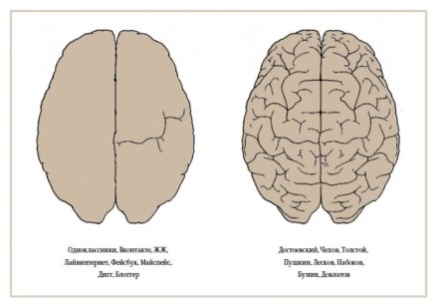 Одноклассники, Вконтакте, ЖЖ,
Лайвинтернет, Фейсбук, Майспейс,
Дигг, Блоггер
Достоевский, Чехов, Толстой,
Пушкин, Лесков, Набоков,
Бунин, Довлатов